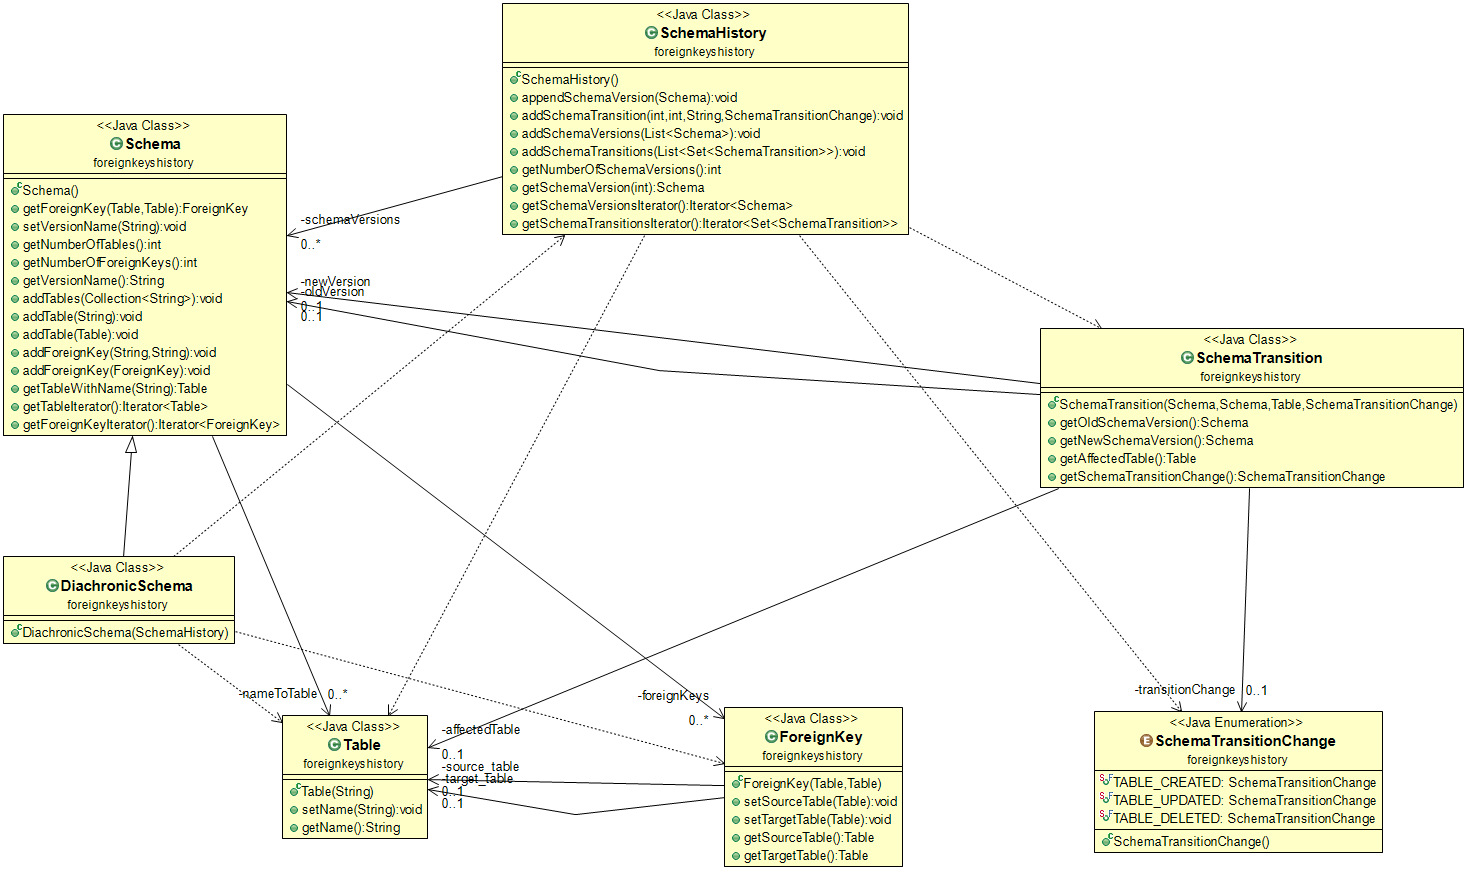 <<Java Class>>
SchemaHistory
foreignkeyshistory
SchemaHistory()
appendSchemaVersion(Schema):void
addSchemaTransition(int,int,String,SchemaTransitionChange):void
addSchemaVersions(List<Schema>):void
addSchemaTransitions(List<Set<SchemaTransition>>):void
getNumberOfSchemaVersions():int
getSchemaVersion(int):Schema
getSchemaVersionsIterator():Iterator<Schema>
getSchemaTransitionsIterator():Iterator<Set<SchemaTransition>>
<<Java Class>>
Schema
foreignkeyshistory
Schema()
getForeignKey(Table,Table):ForeignKey
setVersionName(String):void
getNumberOfTables():int
getNumberOfForeignKeys():int
getVersionName():String
addTables(Collection<String>):void
addTable(String):void
addTable(Table):void
addForeignKey(String,String):void
addForeignKey(ForeignKey):void
getTableWithName(String):Table
getTableIterator():Iterator<Table>
getForeignKeyIterator():Iterator<ForeignKey>
-schemaVersions
0..*
-newVersion
-oldVersion
0..1
0..1
<<Java Class>>
SchemaTransition
foreignkeyshistory
SchemaTransition(Schema,Schema,Table,SchemaTransitionChange)
getOldSchemaVersion():Schema
getNewSchemaVersion():Schema
getAffectedTable():Table
getSchemaTransitionChange():SchemaTransitionChange
<<Java Class>>
DiachronicSchema
foreignkeyshistory
DiachronicSchema(SchemaHistory)
-nameToTable 0..*
-foreignKeys
0..*
-transitionChange 0..1
-affectedTable
0..1
-source_table
-target_Table
0..1
0..1
<<Java Class>>
Table
foreignkeyshistory
Table(String)
setName(String):void
getName():String
<<Java Class>>
ForeignKey
foreignkeyshistory
ForeignKey(Table,Table)
setSourceTable(Table):void
setTargetTable(Table):void
getSourceTable():Table
getTargetTable():Table
<<Java Enumeration>>
SchemaTransitionChange
foreignkeyshistory
TABLE_CREATED: SchemaTransitionChange
TABLE_UPDATED: SchemaTransitionChange
TABLE_DELETED: SchemaTransitionChange
SchemaTransitionChange()